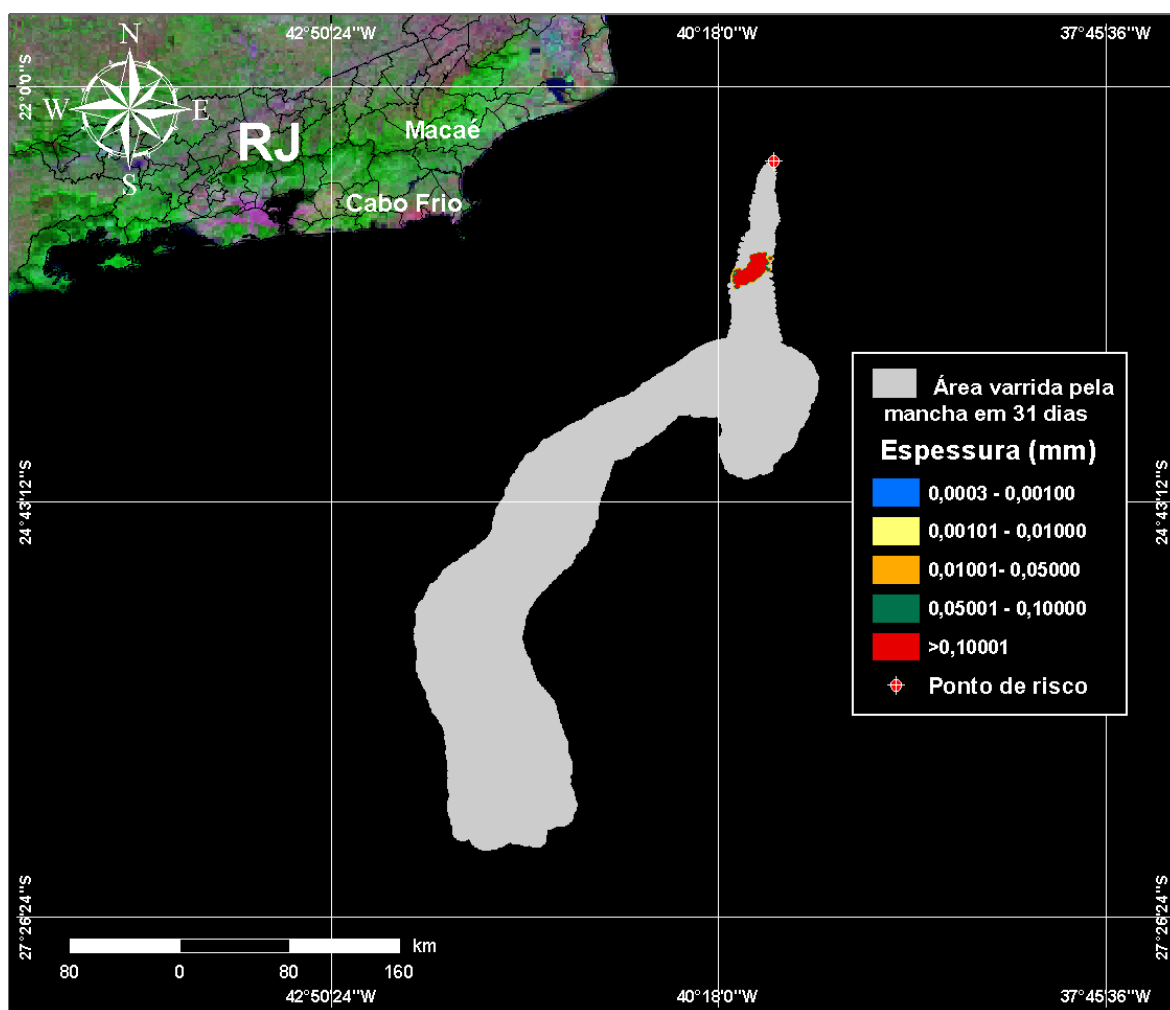 42°50'24"W 40°18'0"W 37°45'36"W
22°0'0"S
N
W E
S
RJ
Macaé
Cabo Frio
Área varrida pela
mancha em 31 dias
Espessura (mm)
0,0003 - 0,00100
0,00101 - 0,01000
0,01001- 0,05000
0,05001 - 0,10000
>0,10001
Ponto de risco
24°43'12"S 24°43'12"S
27°26'24"S 27°26'24"S
km
80 0 80 160
42°50'24"W 40°18'0"W 37°45'36"W